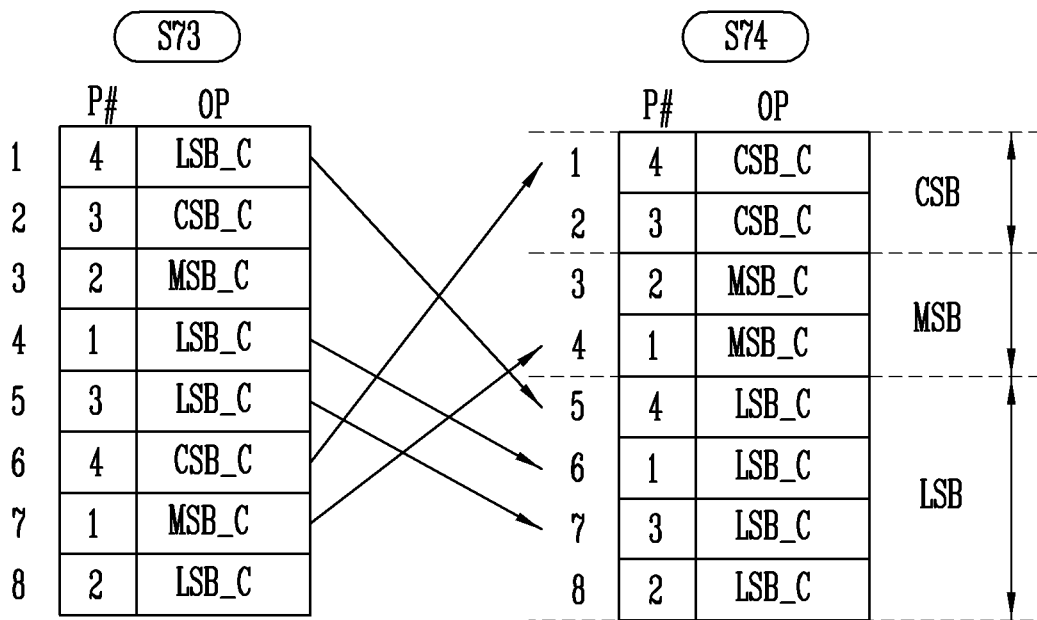 S73 S74
P# OP P# OP
1 4 LSB_C 1 4 CSB_C
2 3 CSB_C 2 3 CSB_C
CSB
3 2 MSB_C 3 2 MSB_C
4 1 LSB_C 4 1 MSB_C
MSB
5 3 LSB_C 5 4 LSB_C
6 4 CSB_C 6 1 LSB_C
7 1 MSB_C 7 3 LSB_C
8 2 LSB_C 8 2 LSB_C
LSB